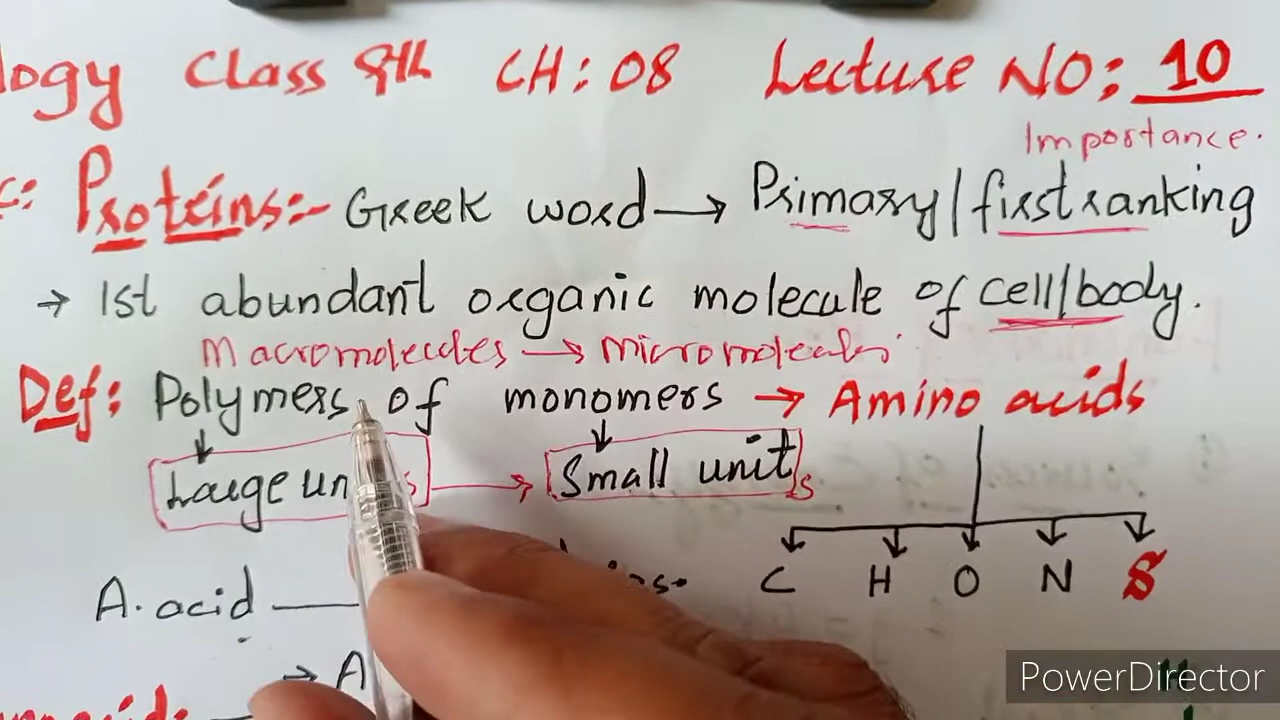 logy Class 9th CH: 08 Lecture NO: 10
Importance.
Proteins:- Greek word → Primary/first ranking
→ 1st abundant organic molecule of cell/body.
Macromolecules → Micromolecules.
Def: Polymers of monomers → Amino acids
Large un s → Small units
C H O N S
A. acid
→ A
PowerDirector